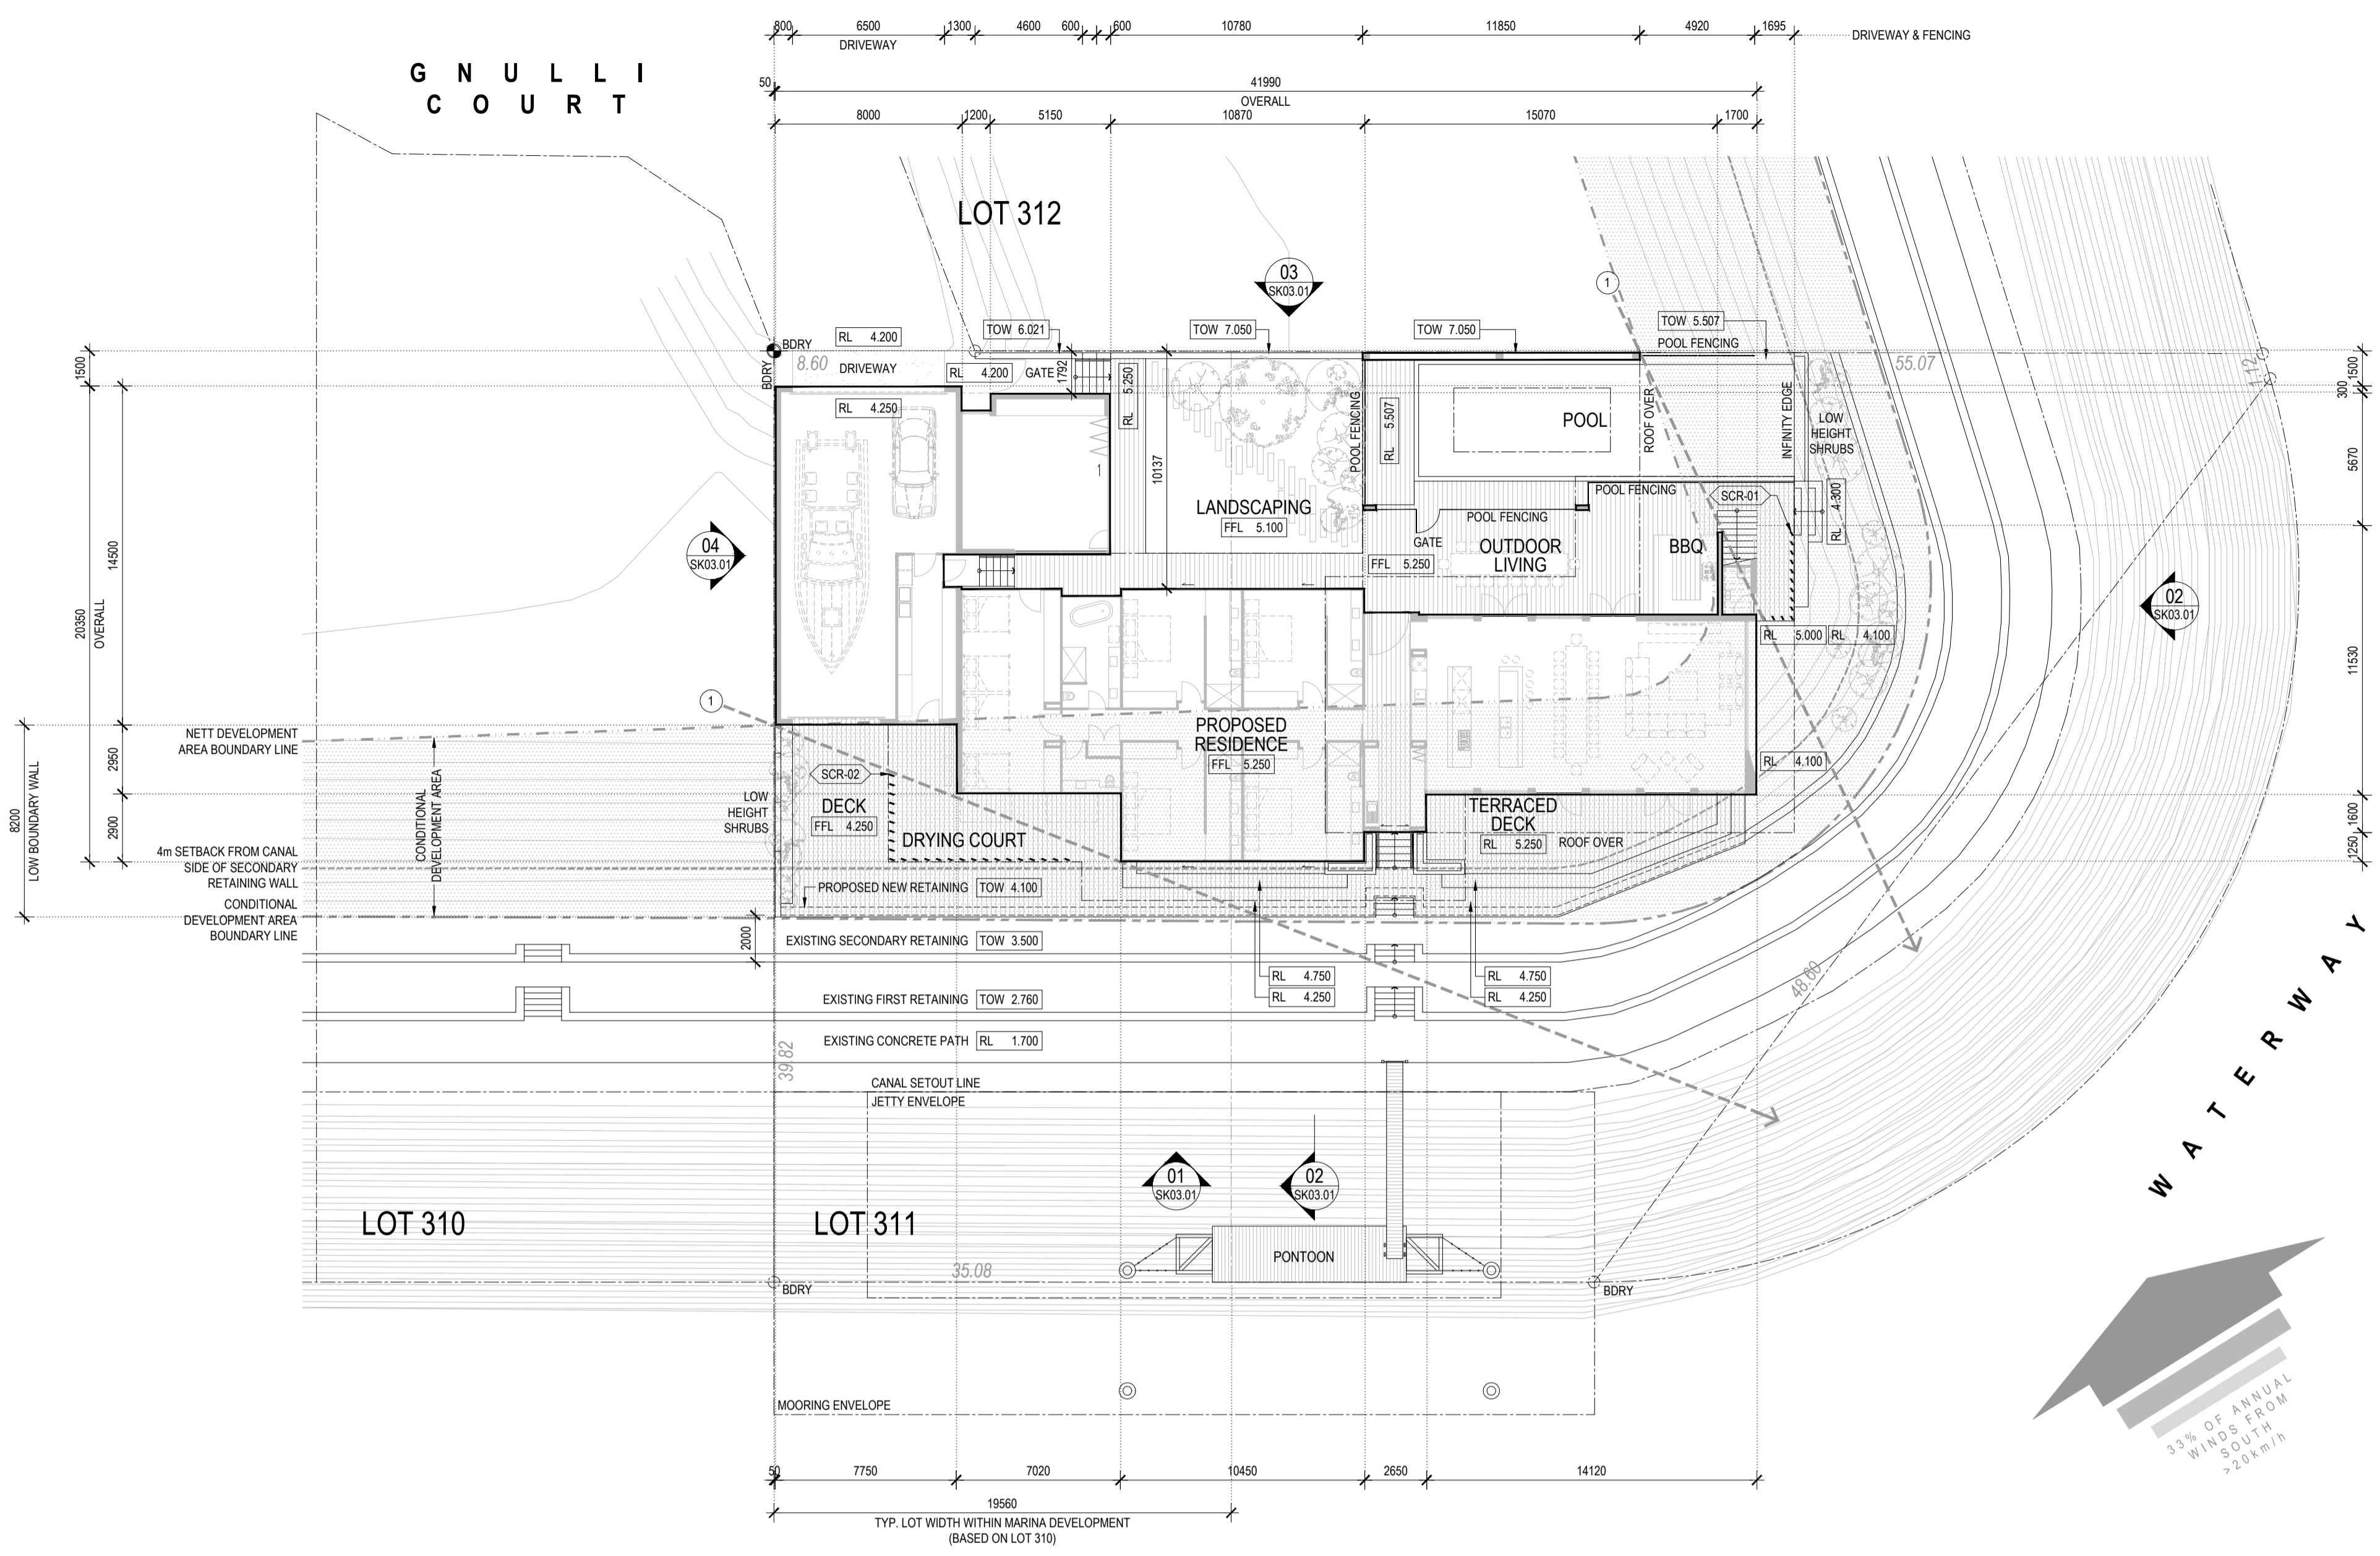 800 6500 1300 4600 600 600 10780 11850 4920 1695 DRIVEWAY & FENCING
DRIVEWAY
GNULLI
COURT
50 41990
OVERALL
8000 1200 5150 10870 15070 1700
LOT 312
03
SK03.01
1
BDRY
RL 4.200
TOW 6.021
TOW 7.050
TOW 7.050
TOW 5.507
POOL FENCING
BDRY
8.60
DRIVEWAY
RL 4.200
GATE
1792
RL 5.250
55.07
1.12
1500
1500
300
RL 4.250
POOL FENCING
RL 5.507
POOL
ROOF OVER
INFINITY EDGE
LOW
HEIGHT
SHRUBS
10137
5670
LANDSCAPING
FFL 5.100
POOL FENCING
SCR-01
RL 4.300
POOL FENCING
GATE
OUTDOOR
LIVING
BBQ
FFL 5.250
04
SK03.01
02
SK03.01
14500
20350
OVERALL
RL 5.000
RL 4.100
11530
1
PROPOSED
RESIDENCE
FFL 5.250
NETT DEVELOPMENT
AREA BOUNDARY LINE
2950
RL 4.100
SCR-02
LOW
HEIGHT
SHRUBS
DECK
FFL 4.250
TERRACED
DECK
RL 5.250
ROOF OVER
DRYING COURT
CONDITIONAL
DEVELOPMENT AREA
8200
LOW BOUNDARY WALL
2900
1600
1250
4m SETBACK FROM CANAL
SIDE OF SECONDARY
RETAINING WALL
PROPOSED NEW RETAINING TOW 4.100
CONDITIONAL
DEVELOPMENT AREA
BOUNDARY LINE
2000
EXISTING SECONDARY RETAINING TOW 3.500
RL 4.750
RL 4.250
RL 4.750
RL 4.250
48.60
EXISTING FIRST RETAINING TOW 2.760
EXISTING CONCRETE PATH RL 1.700
39.82
WATERWAY
CANAL SETOUT LINE
JETTY ENVELOPE
01
SK03.01
02
SK03.01
LOT 310
LOT 311
PONTOON
35.08
BDRY
BDRY
MOORING ENVELOPE
33% OF ANNUAL
WINDS FROM
SOUTH
>20km/h
50 7750 7020 10450 2650 14120
19560
TYP. LOT WIDTH WITHIN MARINA DEVELOPMENT
(BASED ON LOT 310)